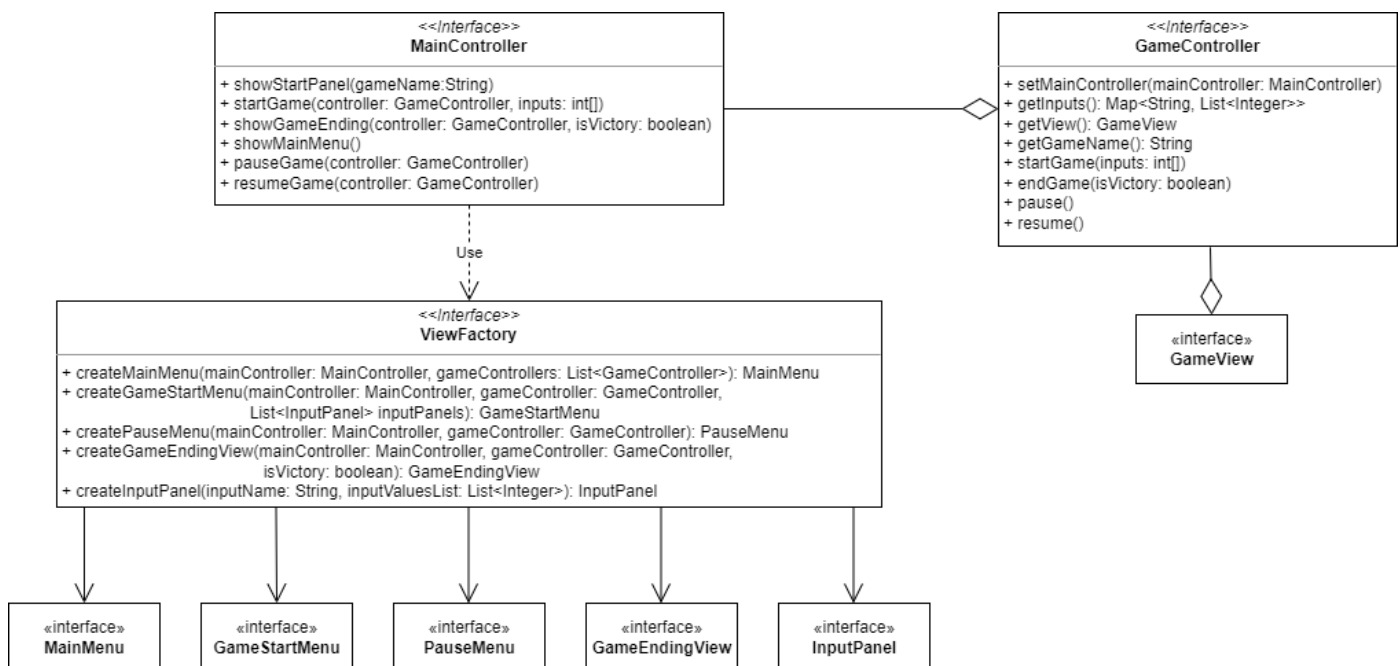 <<Interface>>
MainController
+ showStartPanel(gameName:String)
+ startGame(controller: GameController, inputs: int[])
+ showGameEnding(controller: GameController, isVictory: boolean)
+ showMainMenu()
+ pauseGame(controller: GameController)
+ resumeGame(controller: GameController)
<<Interface>>
GameController
+ setMainController(mainController: MainController)
+ getInputs(): Map<String, List<Integer>>
+ getView(): GameView
+ getGameName(): String
+ startGame(inputs: int[])
+ endGame(isVictory: boolean)
+ pause()
+ resume()
Use
<<Interface>>
ViewFactory
+ createMainMenu(mainController: MainController, gameControllers: List<GameController>): MainMenu
+ createGameStartMenu(mainController: MainController, gameController: GameController,
List<InputPanel> inputPanels): GameStartMenu
+ createPauseMenu(mainController: MainController, gameController: GameController): PauseMenu
+ createGameEndingView(mainController: MainController, gameController: GameController,
isVictory: boolean): GameEndingView
+ createInputPanel(inputName: String, inputValuesList: List<Integer>): InputPanel
«interface»
GameView
«interface»
MainMenu
«interface»
GameStartMenu
«interface»
PauseMenu
«interface»
GameEndingView
«interface»
InputPanel